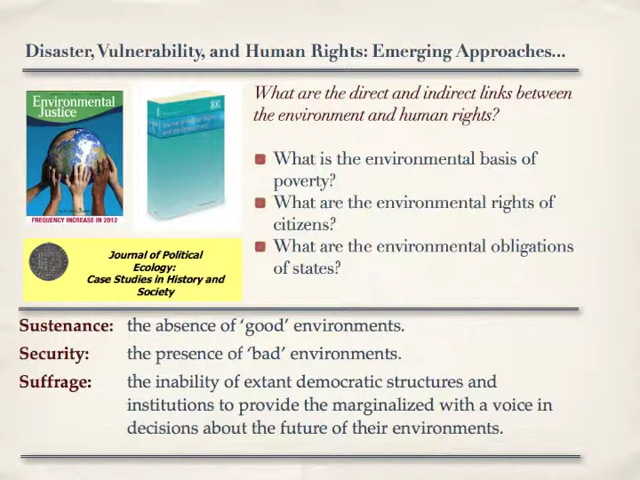 Disaster, Vulnerability, and Human Rights: Emerging Approaches...
Environmental
Justice
FREQUENCY INCREASE IN 2012
Journal of Political
Ecology:
Case Studies in History and
Society
What are the direct and indirect links between
the environment and human rights?
What is the environmental basis of
poverty?
What are the environmental rights of
citizens?
What are the environmental obligations
of states?
Sustenance: the absence of ‘good’ environments.
Security: the presence of ‘bad’ environments.
Suffrage: the inability of extant democratic structures and
institutions to provide the marginalized with a voice in
decisions about the future of their environments.